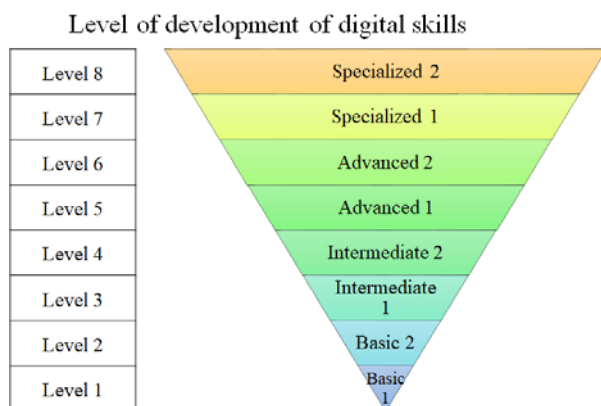 Level of development of digital skills
Level 8
Specialized 2
Level 7
Specialized 1
Level 6
Advanced 2
Level 5
Advanced 1
Level 4
Intermediate 2
Level 3
Intermediate
1
Level 2
Basic 2
Level 1
Basic
1